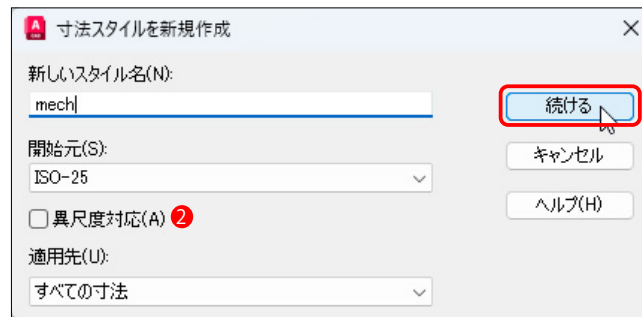 寸法スタイルを新規作成
新しいスタイル名(N):
mech
続ける
開始元(S):
キャンセル
ISO-25
ヘルプ(H)
異尺度対応(A) 2
適用先(U):
すべての寸法